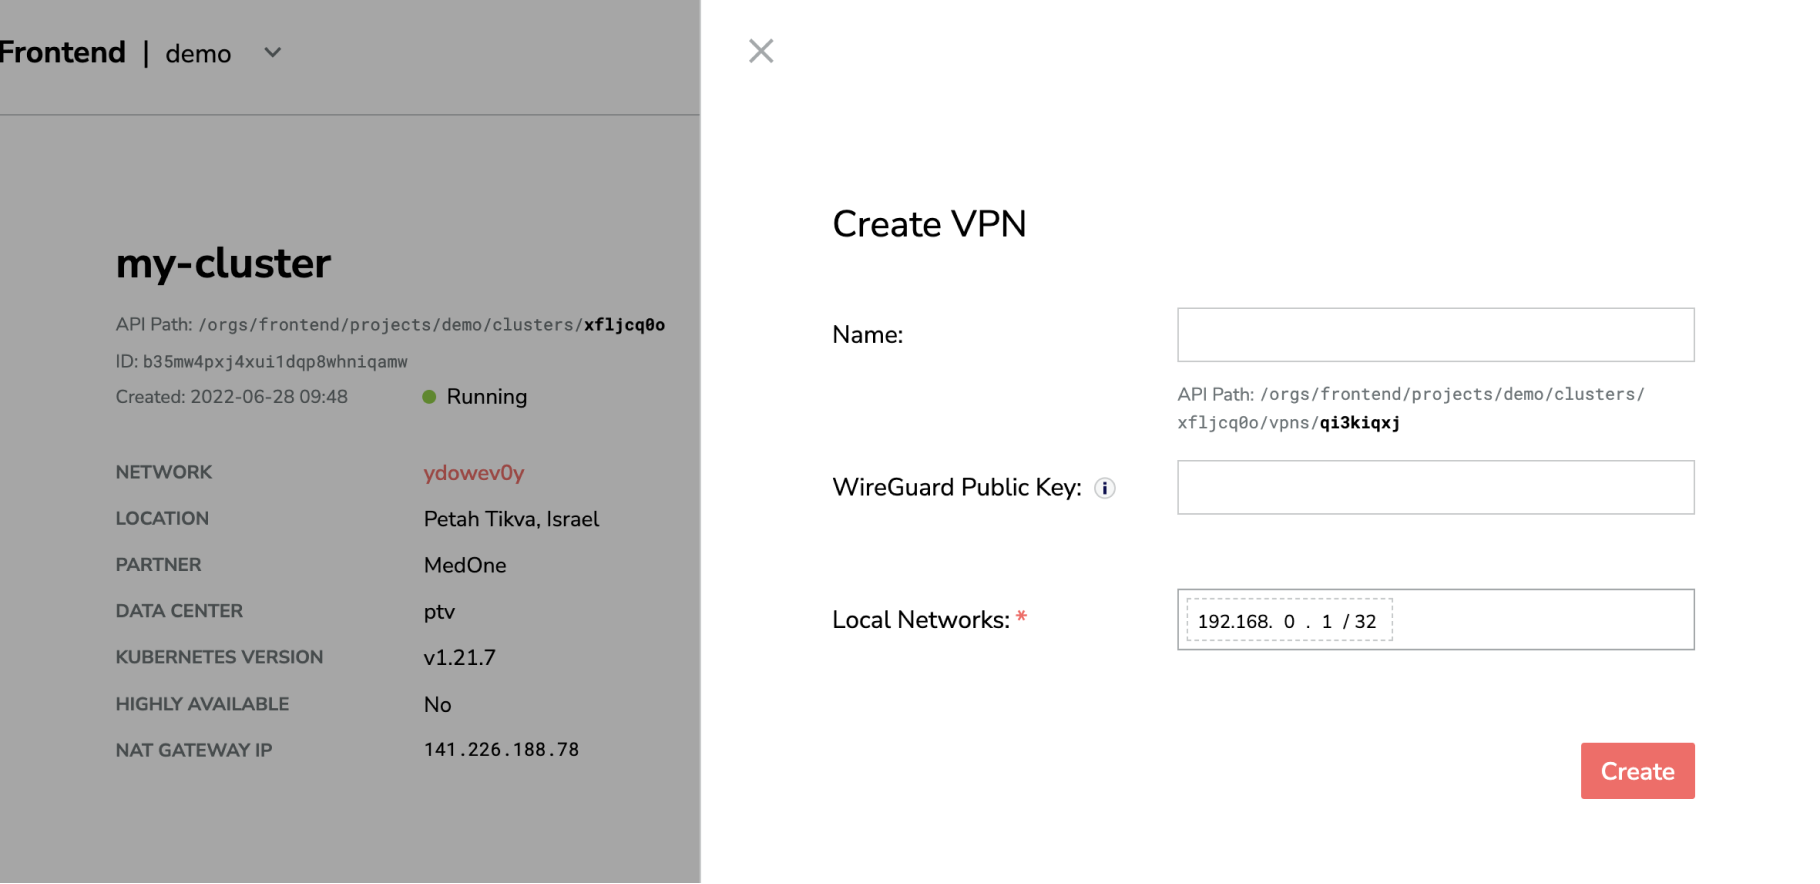 Frontend | demo
my-cluster
API Path: /orgs/frontend/projects/demo/clusters/xfljcq0o
ID: b35mw4pxj4xui1dqp8whniqamw
Created: 2022-06-28 09:48
Running
NETWORK ydowev0y
LOCATION Petah Tikva, Israel
PARTNER MedOne
DATA CENTER ptv
KUBERNETES VERSION v1.21.7
HIGHLY AVAILABLE No
NAT GATEWAY IP 141.226.188.78
Create VPN
Name:
API Path: /orgs/frontend/projects/demo/clusters/
xfljcq0o/vpns/qi3kiqxj
WireGuard Public Key: i
Local Networks: * 192.168. 0 . 1 / 32
Create